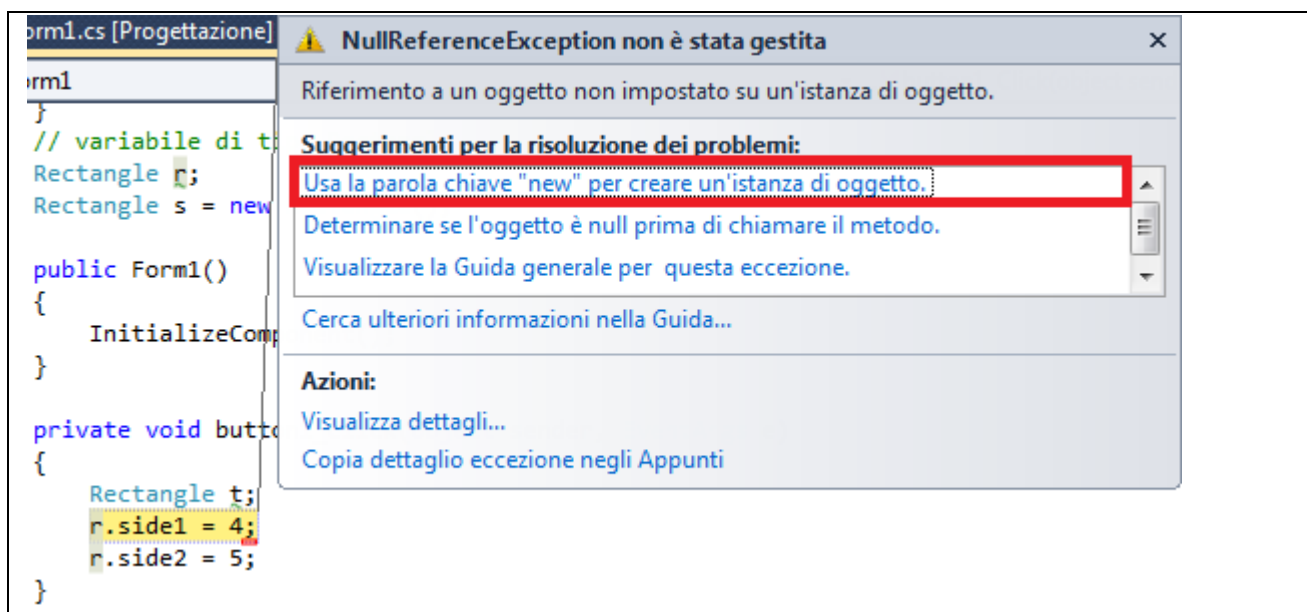 orm1.cs [Progettazione]
orm1
}
// variabile di t
Rectangle r;
Rectangle s = new
public Form1()
{
InitializeComp
}
private void butto
{
Rectangle t;
r.side1 = 4;
r.side2 = 5;
}
NullReferenceException non è stata gestita
Riferimento a un oggetto non impostato su un'istanza di oggetto.
Suggerimenti per la risoluzione dei problemi:
Usa la parola chiave "new" per creare un'istanza di oggetto.
Determinare se l'oggetto è null prima di chiamare il metodo.
Visualizzare la Guida generale per questa eccezione.
Cerca ulteriori informazioni nella Guida...
Azioni:
Visualizza dettagli...
Copia dettaglio eccezione negli Appunti